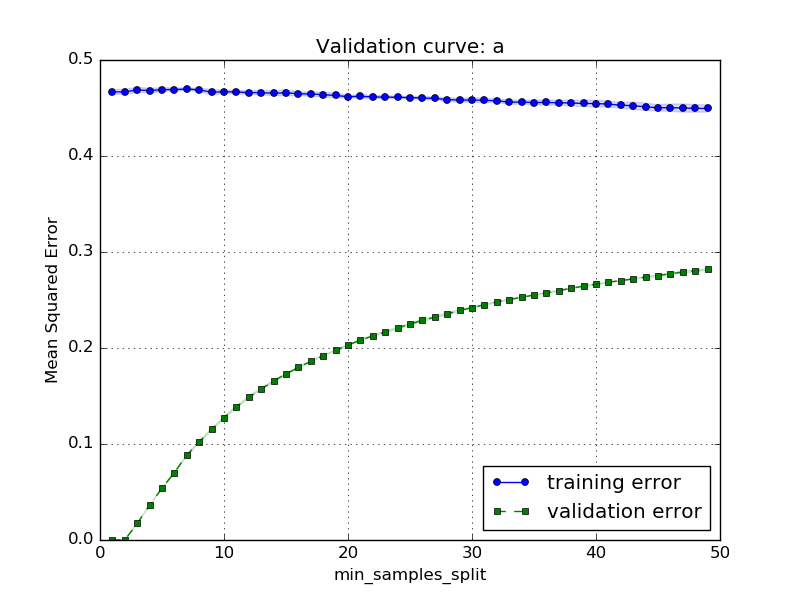 Validation curve: a
0.5
0.4
0.3
0.2
0.1
0.0
Mean Squared Error
training error
validation error
0 10 20 30 40 50
min_samples_split